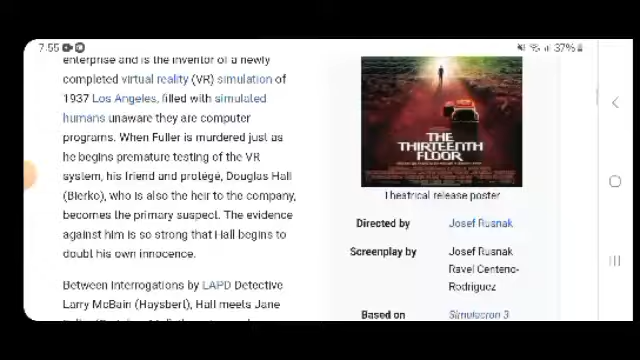 7:55
37%
enterprise and is the inventor of a newly
completed virtual reality (VR) simulation of
1937 Los Angeles, filled with simulated
humans unaware they are computer
programs. When Fuller is murdered just as
he begins premature testing of the VR
system, his friend and protégé, Douglas Hall
(Bierko), who is also the heir to the company,
becomes the primary suspect. The evidence
against him is so strong that Hall begins to
doubt his own innocence.
Between interrogations by LAPD Detective
Larry McBain (Haysbert), Hall meets Jane
THE
THIRTEENTH
FLOOR
Theatrical release poster
Directed by
Josef Rusnak
Screenplay by
Josef Rusnak
Ravel Centeno-
Rodriguez
Based on
Simulacron 3